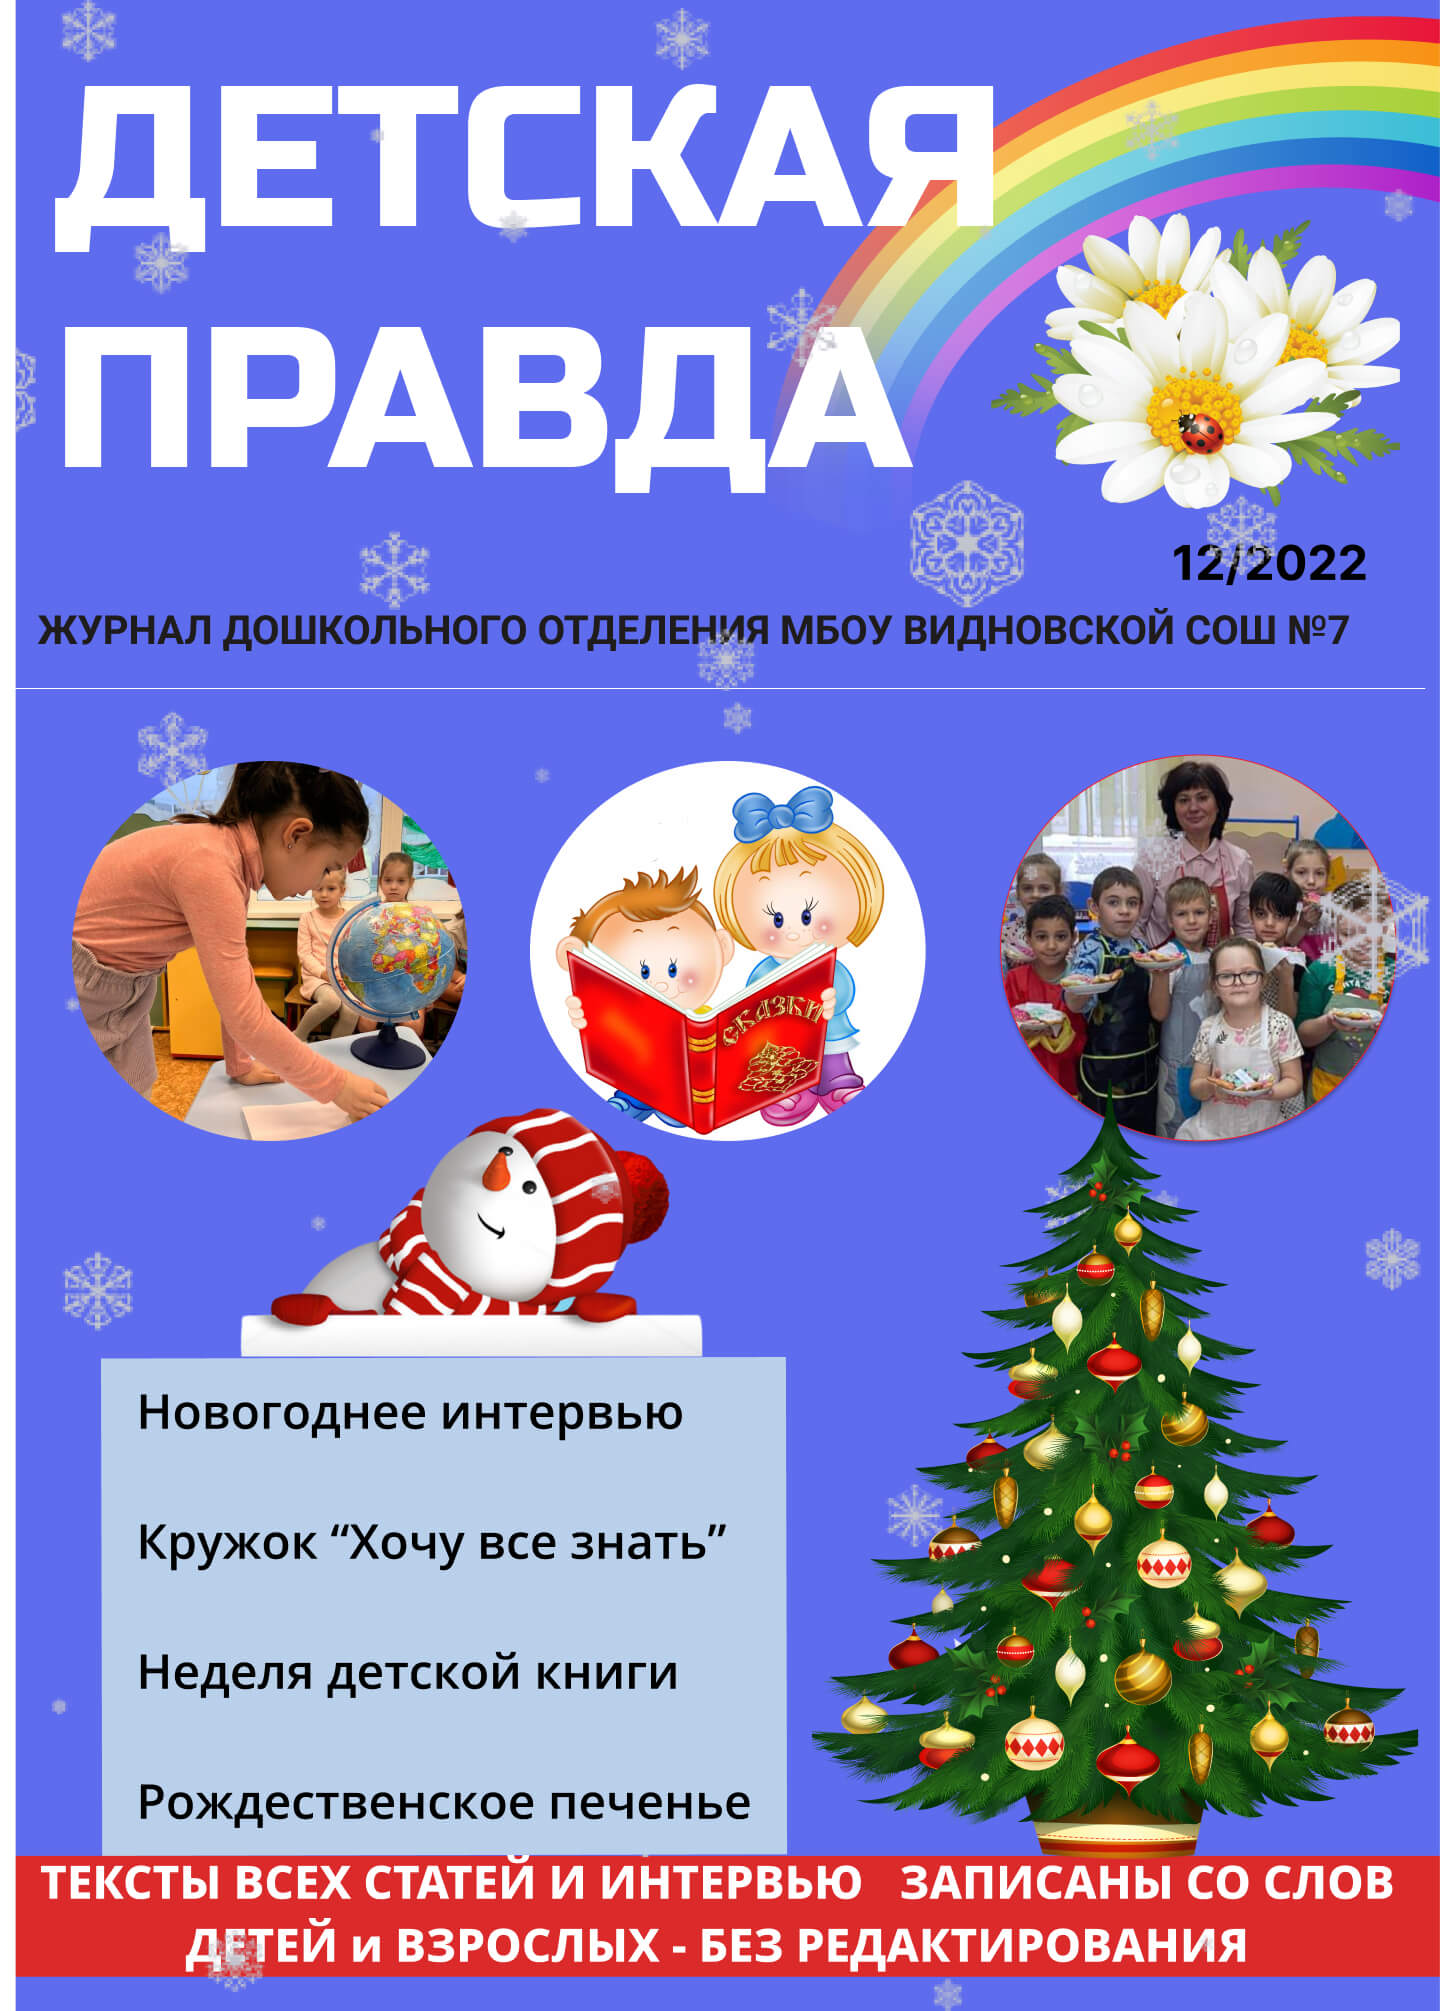 ДЕТСКАЯ
ПРАВДА
12/2022
ЖУРНАЛ ДОШКОЛЬНОГО ОТДЕЛЕНИЯ МБОУ ВИДНОВСКОЙ СОШ №7
СКАЗКИ
Новогоднее интервью
Кружок “Хочу все знать”
Неделя детской книги
Рождественское печенье
ТЕКСТЫ ВСЕХ СТАТЕЙ И ИНТЕРВЬЮ ЗАПИСАНЫ СО СЛОВ
ДЕТЕЙ и ВЗРОСЛЫХ - БЕЗ РЕДАКТИРОВАНИЯ